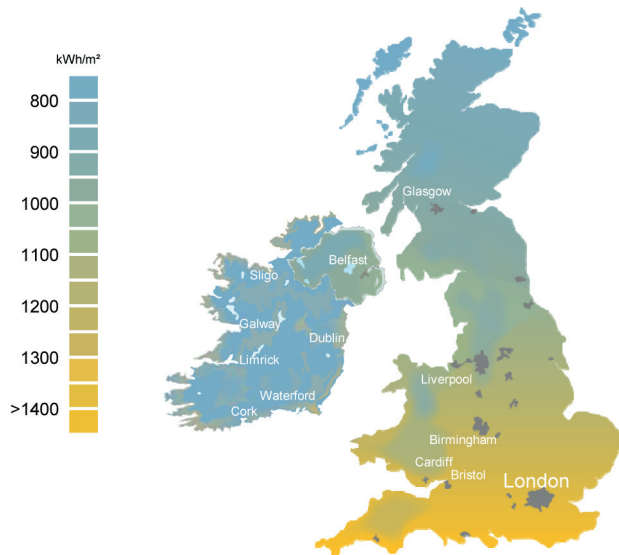 kWh/m²
800
900
1000
1100
1200
1300
>1400
Glasgow
Belfast
Sligo
Galway
Dublin
Limrick
Liverpool
Waterford
Cork
Birmingham
Cardiff
Bristol
London